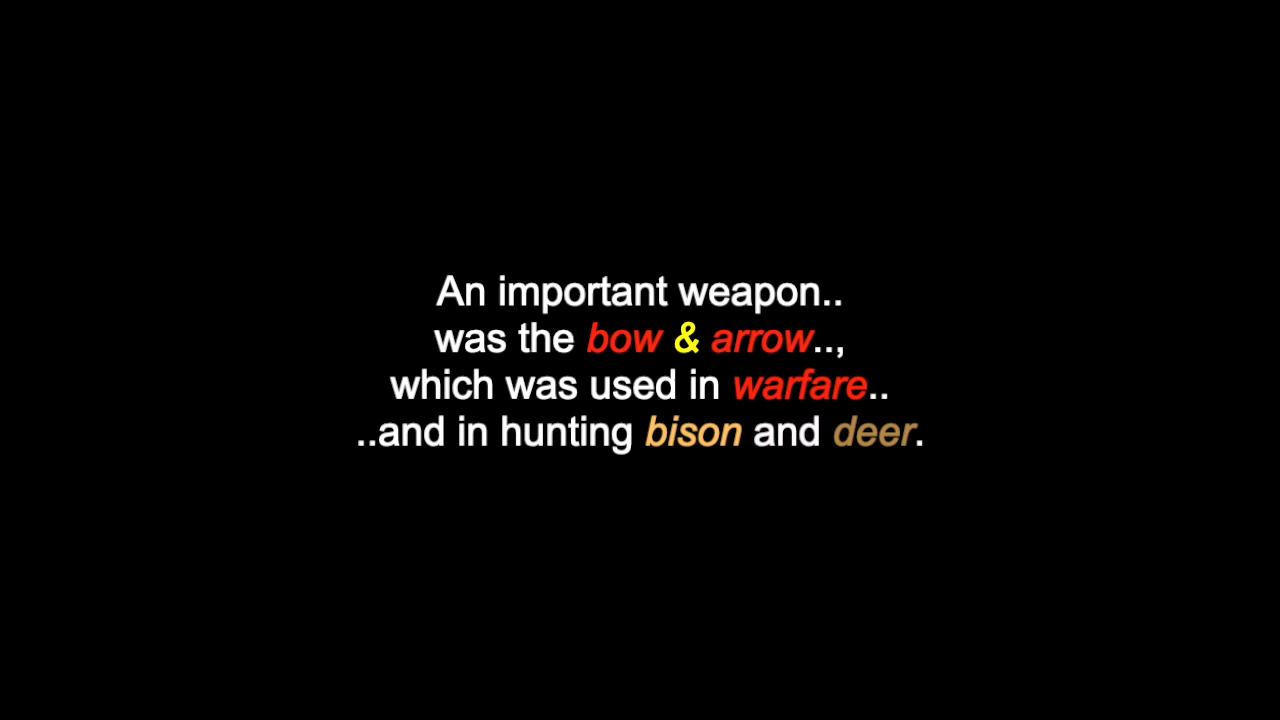 An important weapon..
was the bow & arrow..,
which was used in warfare..
..and in hunting bison and deer.